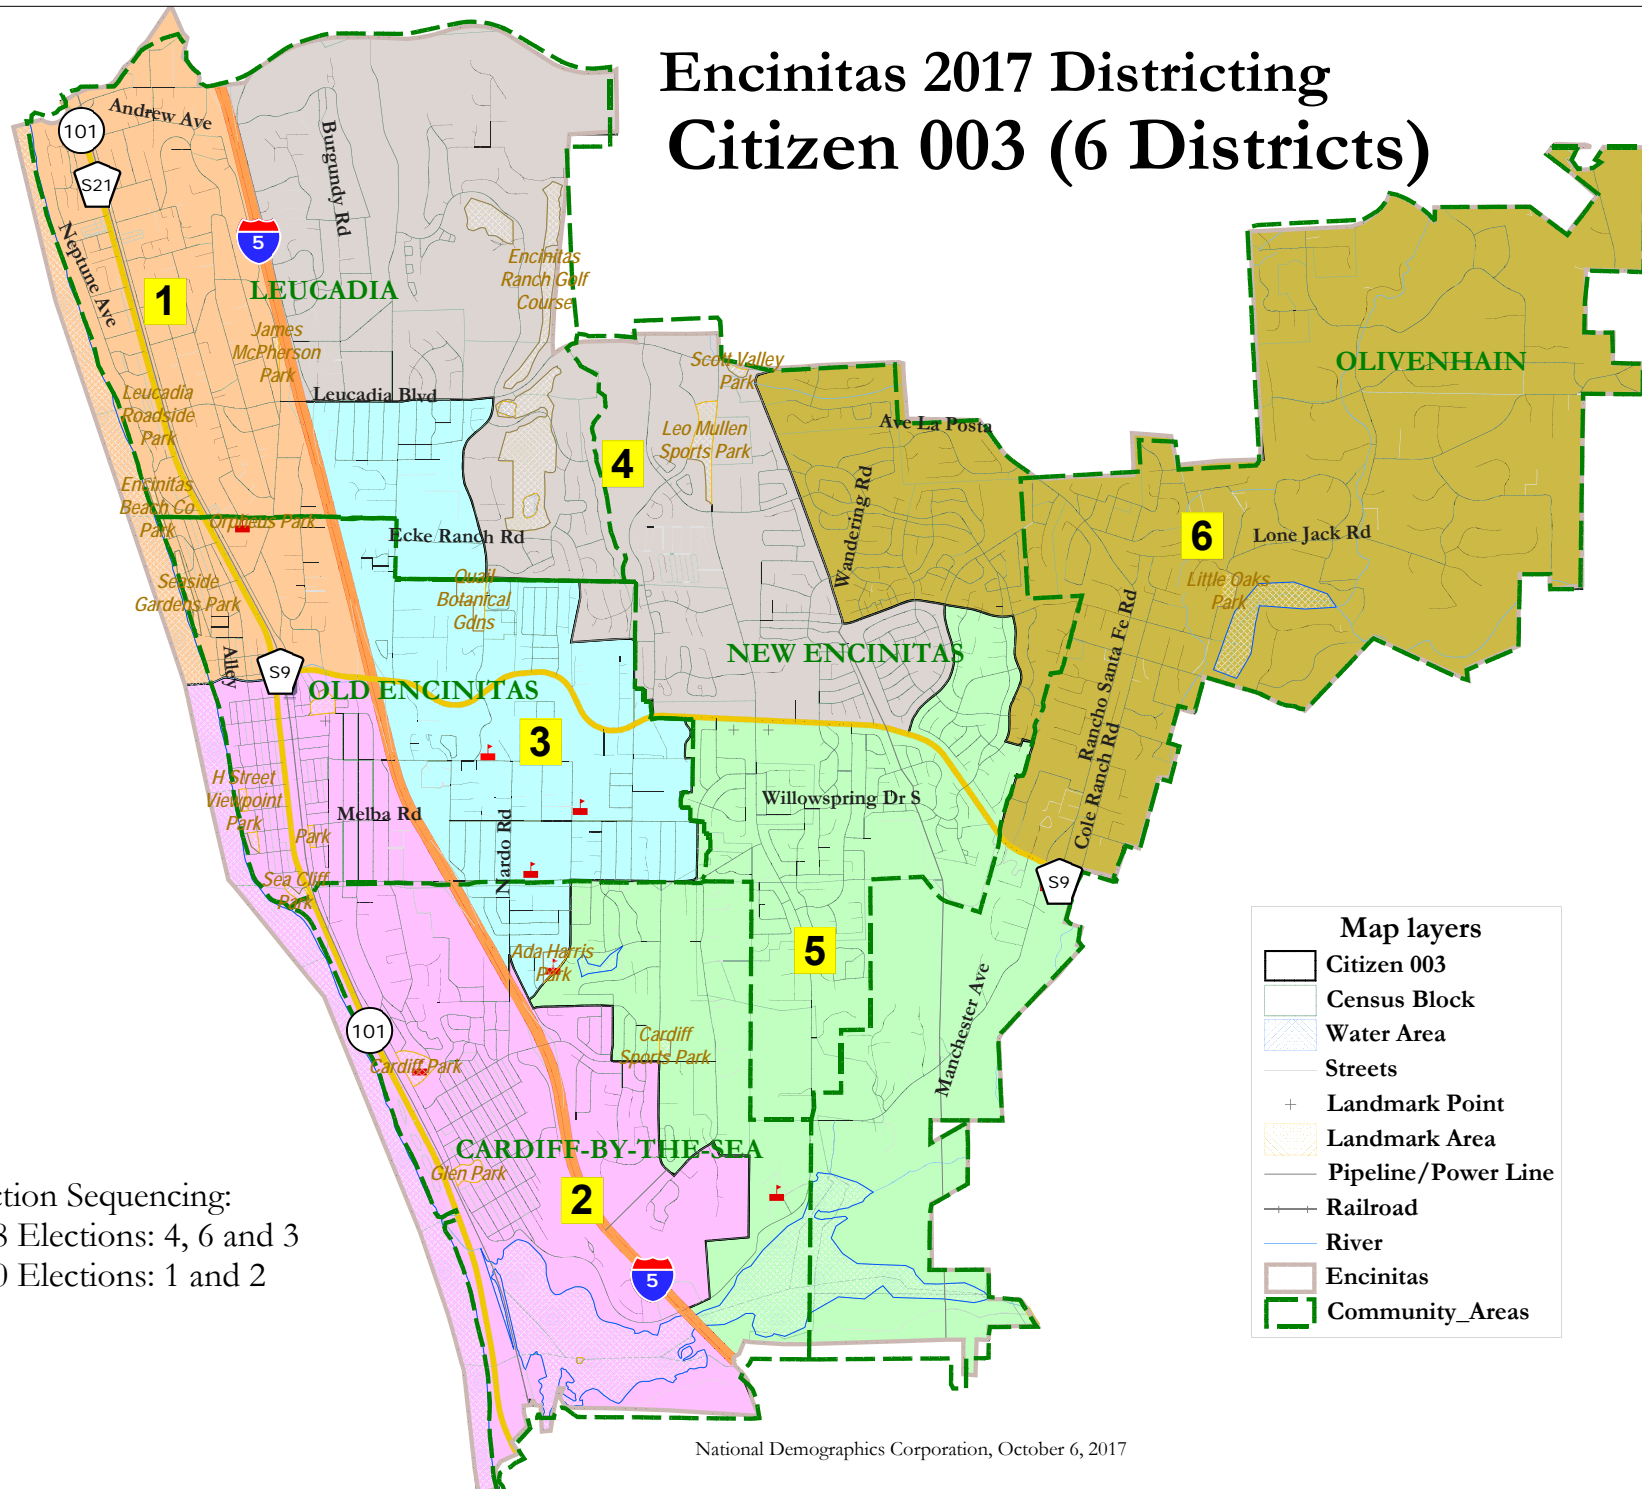 Encinitas 2017 Districting
Citizen 003 (6 Districts)
Andrew Ave
101
S21
Burgundy Rd
5
Neptune Ave
1
LEUCADIA
Encinitas
Ranch Golf
Course
James
McPherson
Park
Leucadia
Roadside
Park
Leucadia Blvd
Scott Valley
Park
Leo Mullen
Sports Park
4
Ave La Posta
OLIVENHAIN
Wandering Rd
Encinitas
Beach Co
Park
Orpheus Park
Ecke Ranch Rd
6
Lone Jack Rd
Little Oaks
Park
Seaside
Gardens Park
Quail
Botanical
Gdns
Alley
S9
OLD ENCINITAS
NEW ENCINITAS
Rancho Santa Fe Rd
Cole Ranch Rd
3
H Street
Viewpoint
Park
Park
Melba Rd
Nardo Rd
Willowspring Dr S
Sea Cliff
Park
S9
5
Ada Harris
Park
Manchester Ave
101
Cardiff
Sports Park
Cardiff Park
CARDIFF-BY-THE-SEA
Glen Park
2
5
ction Sequencing:
8 Elections: 4, 6 and 3
0 Elections: 1 and 2
Map layers
Citizen 003
Census Block
Water Area
Streets
Landmark Point
Landmark Area
Pipeline/Power Line
Railroad
River
Encinitas
Community_Areas
National Demographics Corporation, October 6, 2017